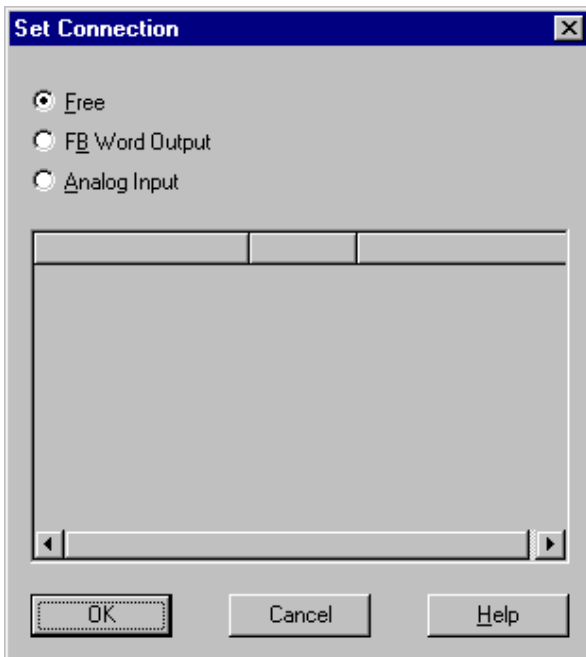 Set Connection
Free
FB Word Output
Analog Input
OK
Cancel
Help